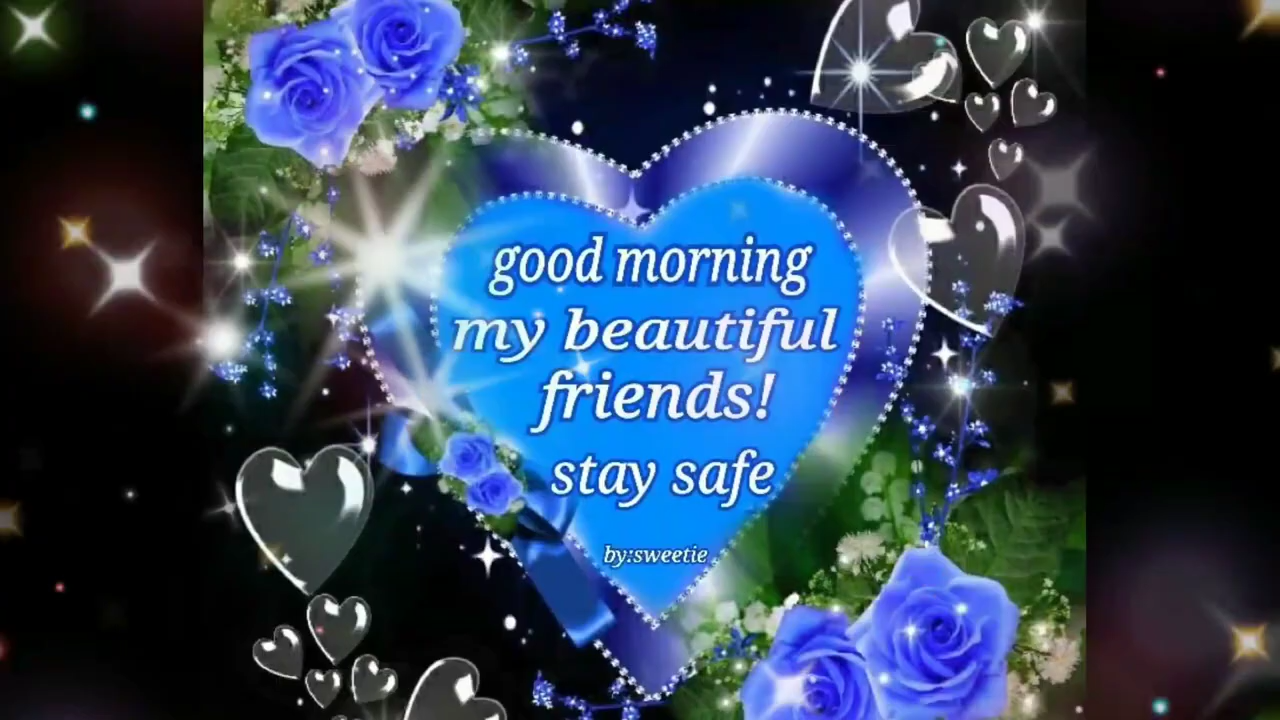 good morning
my beautiful
friends!
stay safe
by:sweetie